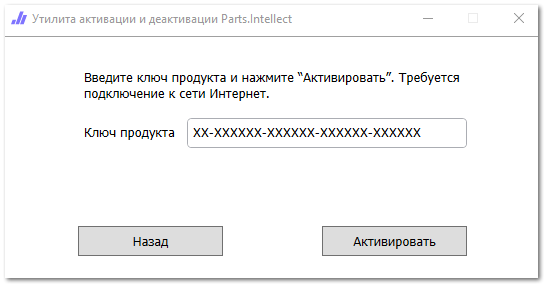 Утилита активации и деактивации Parts.Intellect
Введите ключ продукта и нажмите “Активировать”. Требуется
подключение к сети Интернет.
Ключ продукта XX-XXXXXX-XXXXXX-XXXXXX-XXXXXX
Назад Активировать